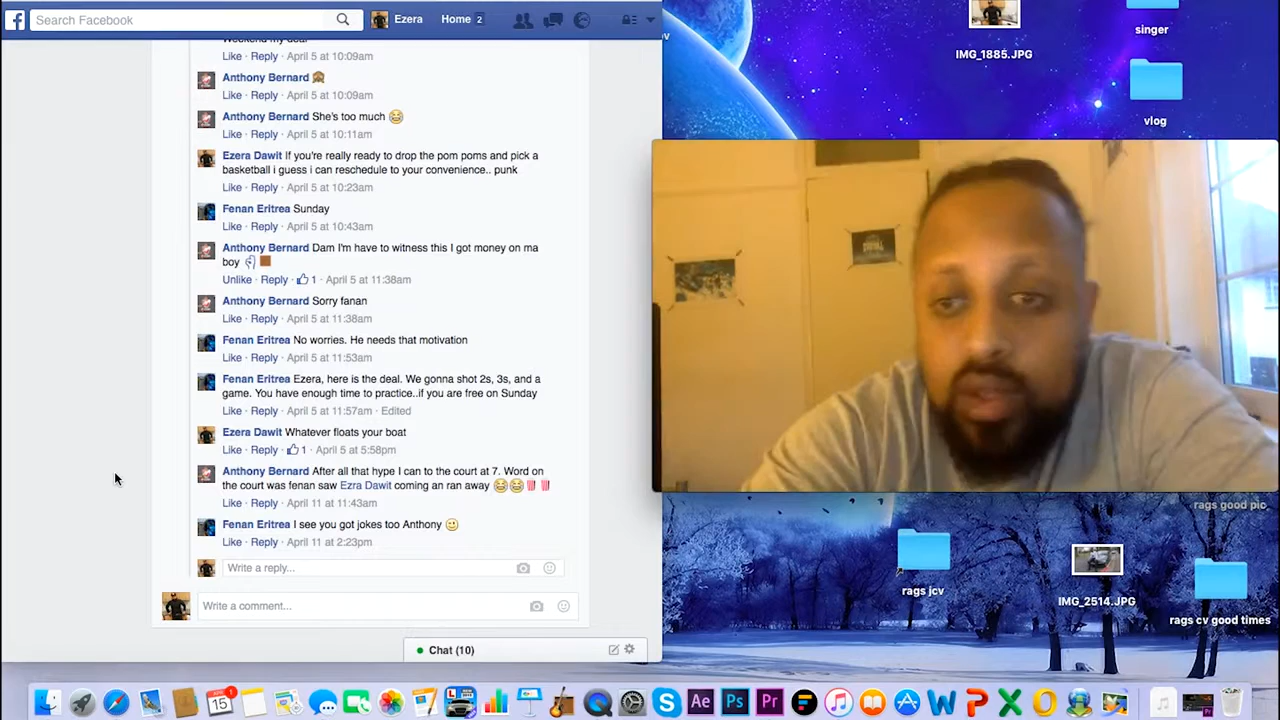 Search Facebook
Ezera
Home 2
Weekend my dear
Like · Reply · April 5 at 10:09am
Anthony Bernard
Like · Reply · April 5 at 10:09am
Anthony Bernard She's too much
Like · Reply · April 5 at 10:11am
Ezera Dawit If you're really ready to drop the pom poms and pick a
basketball i guess i can reschedule to your convenience.. punk
Like · Reply · April 5 at 10:23am
Fenan Eritrea Sunday
Like · Reply · April 5 at 10:43am
Anthony Bernard Dam I'm have to witness this I got money on ma
boy
Unlike · Reply · 1 · April 5 at 11:38am
Anthony Bernard Sorry fanan
Like · Reply · April 5 at 11:38am
Fenan Eritrea No worries. He needs that motivation
Like · Reply · April 5 at 11:53am
Fenan Eritrea Ezera, here is the deal. We gonna shot 2s, 3s, and a
game. You have enough time to practice..if you are free on Sunday
Like · Reply · April 5 at 11:57am · Edited
Ezera Dawit Whatever floats your boat
Like · Reply · 1 · April 5 at 5:58pm
Anthony Bernard After all that hype I can to the court at 7. Word on
the court was fenan saw Ezra Dawit coming an ran away
Like · Reply · April 11 at 11:43am
Fenan Eritrea I see you got jokes too Anthony
Like · Reply · April 11 at 2:23pm
Write a reply...
Write a comment...
Chat (10)
IMG_1885.JPG
singer
vlog
rags good pic
rags jcv
IMG_2514.JPG
rags cv good times
15
1
Ae
Ps
Pr